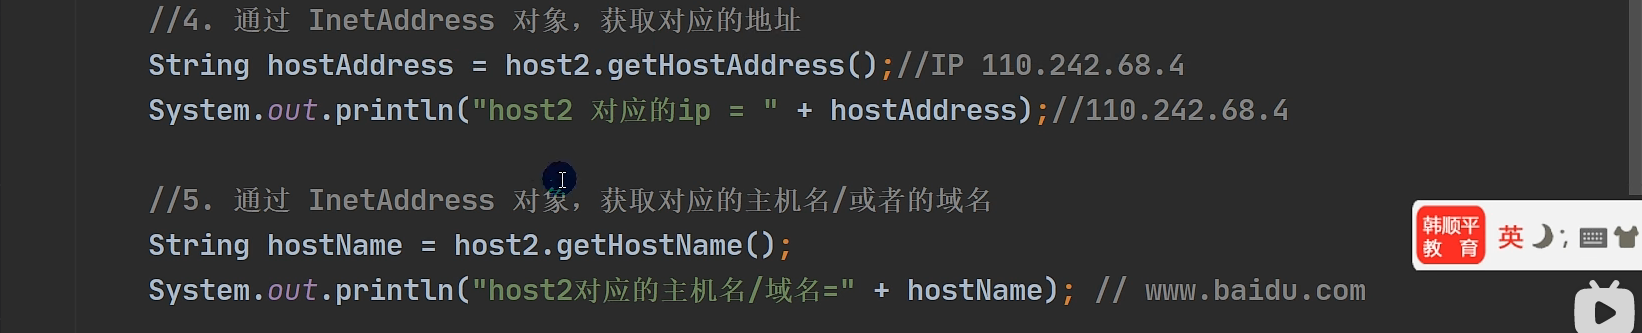 //4. 通过 InetAddress 对象，获取对应的地址
String hostAddress = host2.getHostAddress();//IP 110.242.68.4
System.out.println("host2 对应的ip = " + hostAddress);//110.242.68.4
//5. 通过 InetAddress 对象，获取对应的主机名/或者的域名
String hostName = host2.getHostName();
System.out.println("host2对应的主机名/域名=" + hostName); // www.baidu.com
韩顺平
教 育
英